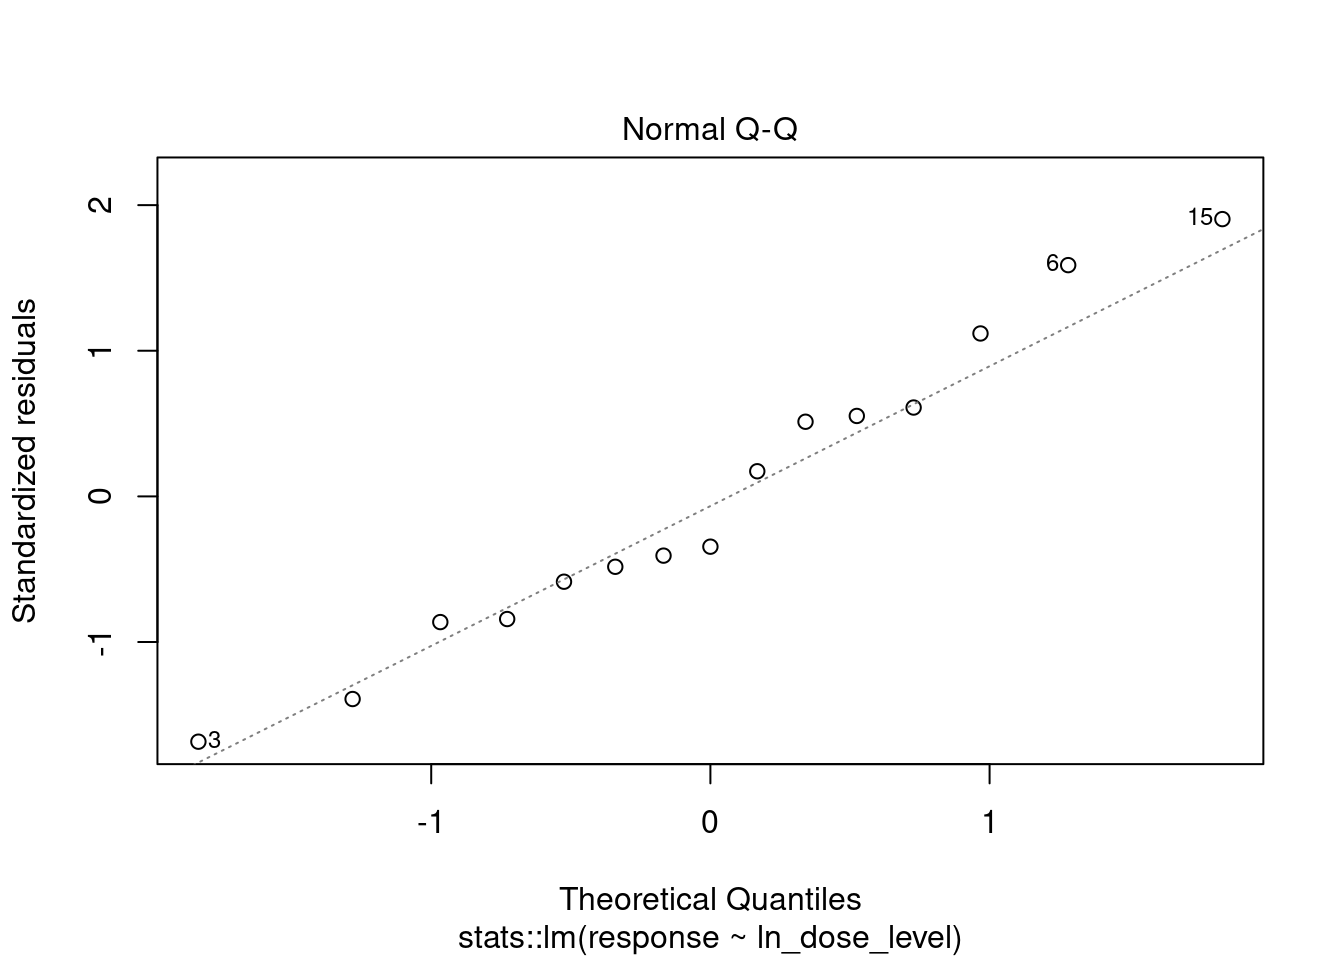 Normal Q-Q
Standardized residuals
2
1
0
-1
15
6
3
-1 0 1
Theoretical Quantiles
stats::lm(response ~ ln_dose_level)